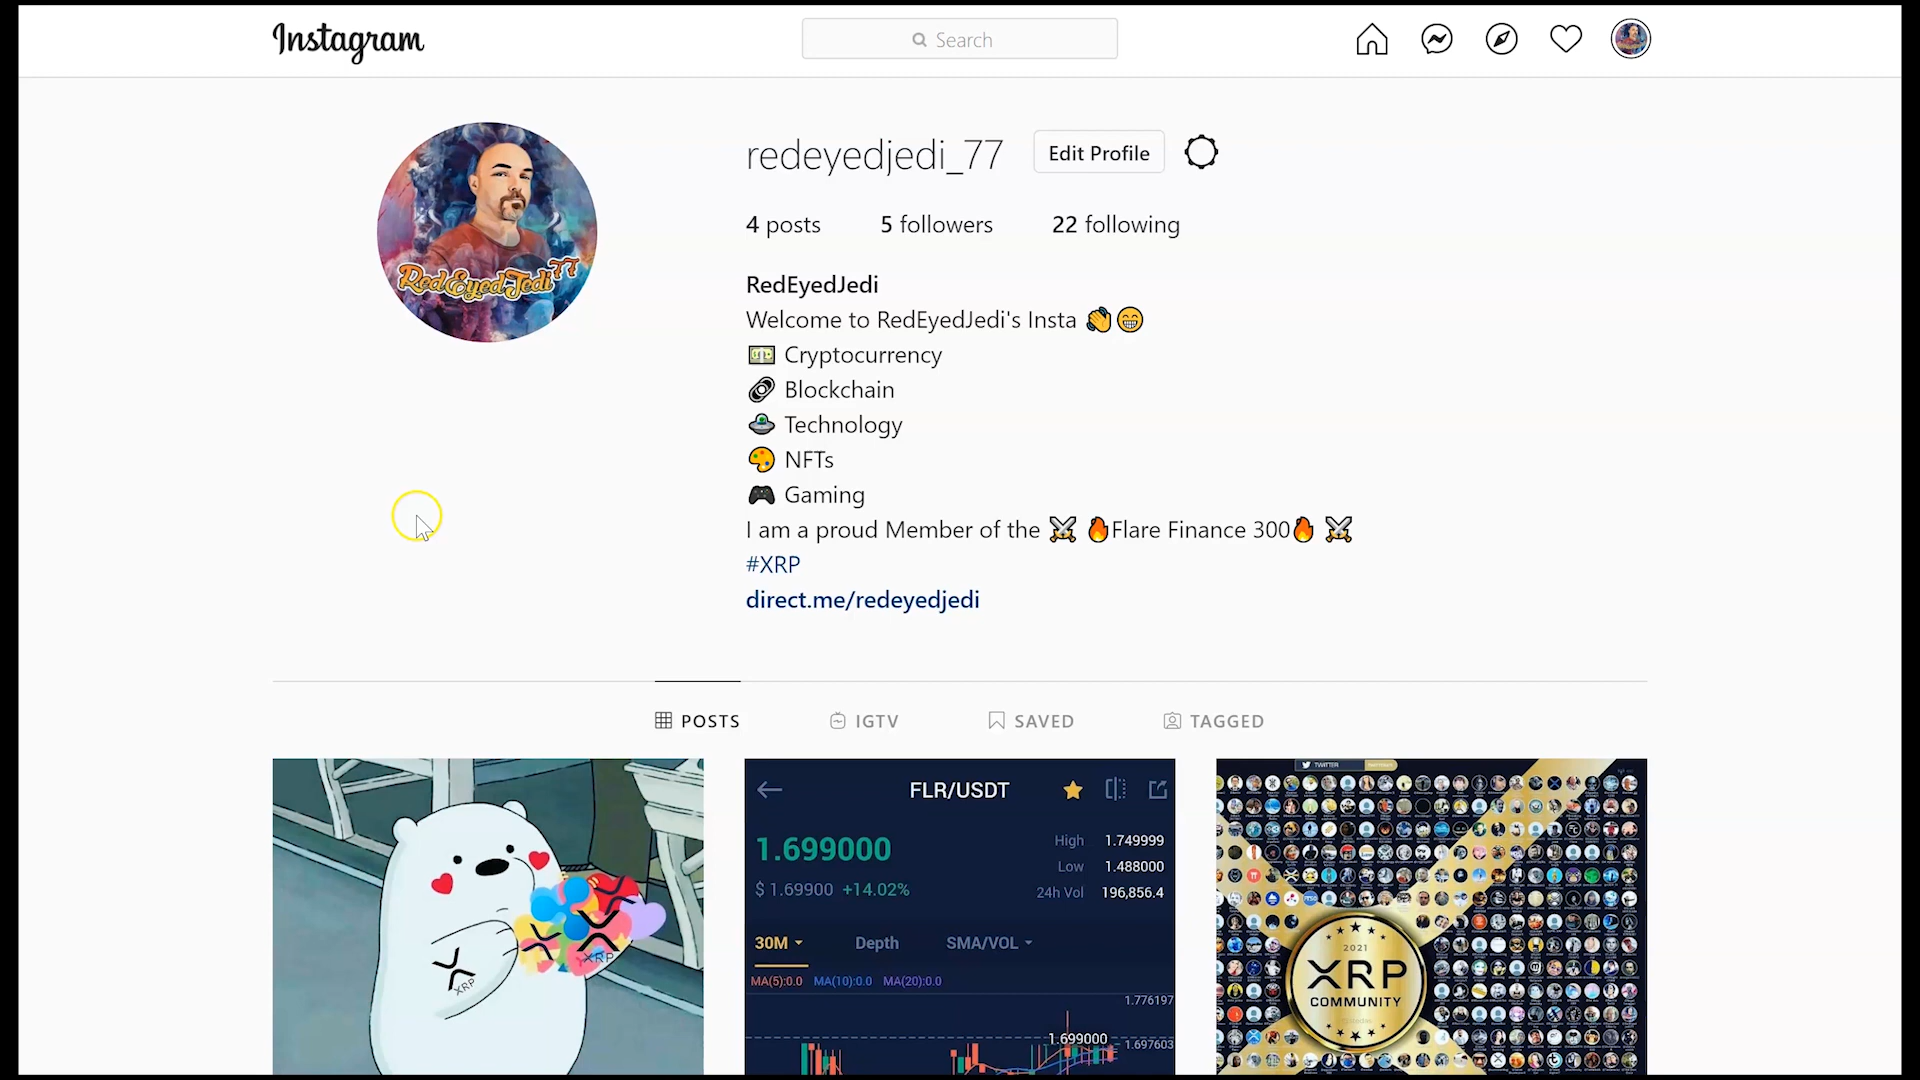 Instagram
Search
redeyedjedi_77
Edit Profile
4 posts 5 followers 22 following
RedEyedJedi
Welcome to RedEyedJedi's Insta 👏😁
💵 Cryptocurrency
🔗 Blockchain
🛸 Technology
🎨 NFTs
🎮 Gaming
I am a proud Member of the ⚔️ 🔥Flare Finance 300🔥 ⚔️
#XRP
direct.me/redeyedjedi
RedEyedJedi77
POSTS IGTV SAVED TAGGED
XRP
XRP
FLR/USDT
1.699000
$ 1.69900 +14.02%
High 1.749999
Low 1.488000
24h Vol 196,856.4
30M Depth SMA/VOL
MA(5):0.0 MA(10):0.0 MA(20):0.0
1.776197
1.699000
1.697603
TWITTER
2021
XRP
COMMUNITY